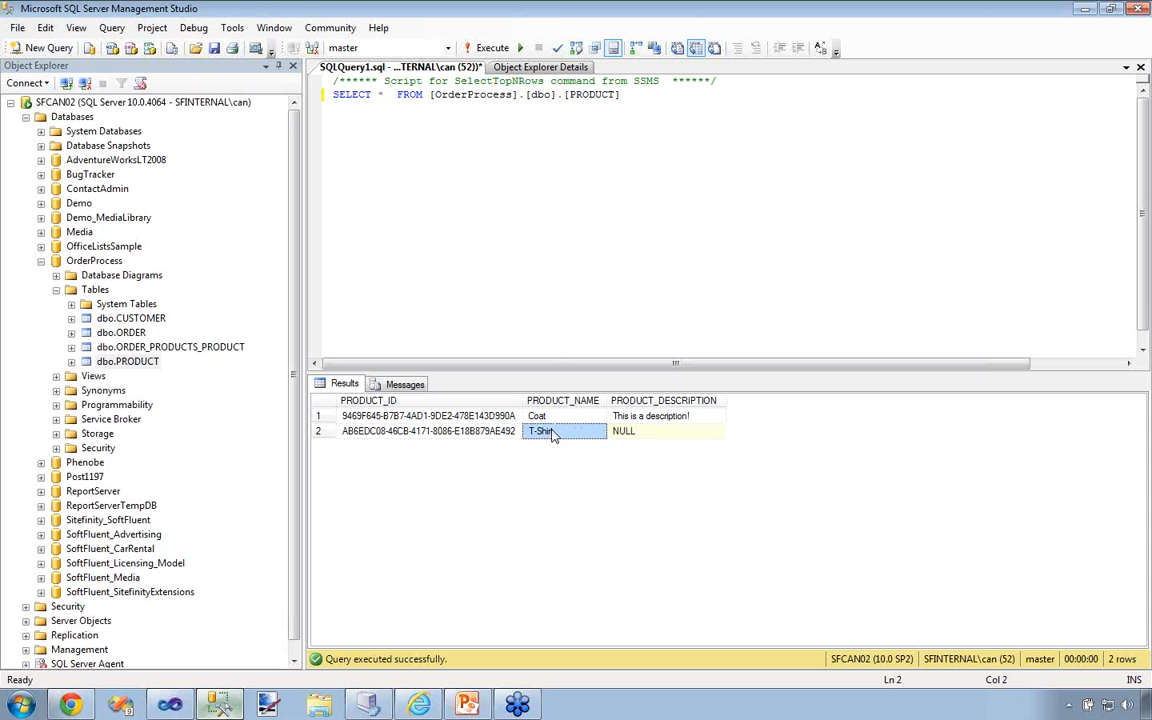 Microsoft SQL Server Management Studio
File Edit View Query Project Debug Tools Window Community Help
New Query master Execute
Object Explorer
Connect
SFCAN02 (SQL Server 10.0.4064 - SFINTERNAL\can)
Databases
System Databases
Database Snapshots
AdventureWorksLT2008
BugTracker
ContactAdmin
Demo
Demo_MediaLibrary
Media
OfficeListsSample
OrderProcess
Database Diagrams
Tables
System Tables
dbo.CUSTOMER
dbo.ORDER
dbo.ORDER_PRODUCTS_PRODUCT
dbo.PRODUCT
Views
Synonyms
Programmability
Service Broker
Storage
Security
Phenobe
Post1197
ReportServer
ReportServerTempDB
Sitefinity_SoftFluent
SoftFluent_Advertising
SoftFluent_CarRental
SoftFluent_Licensing_Model
SoftFluent_Media
SoftFluent_SitefinityExtensions
Security
Server Objects
Replication
Management
SQL Server Agent
SQLQuery1.sql - ...TERNAL\can (52))* Object Explorer Details
/****** Script for SelectTopNRows command from SSMS ******/
SELECT * FROM [OrderProcess].[dbo].[PRODUCT]
Results Messages
PRODUCT_ID PRODUCT_NAME PRODUCT_DESCRIPTION
1 9469F645-B7B7-4AD1-9DE2-478E143D990A Coat This is a description!
2 AB6EDC08-46CB-4171-8086-E18B879AE492 T-Shirt NULL
Query executed successfully. SFCAN02 (10.0 SP2) SFINTERNAL\can (52) master 00:00:00 2 rows
Ready Ln 2 Col 2 INS